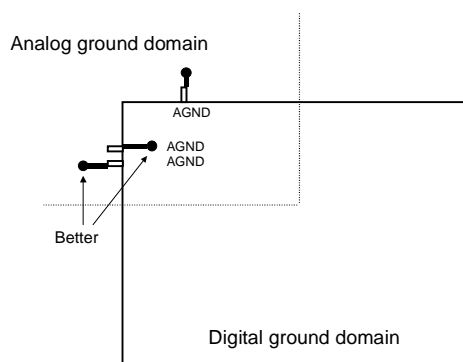 Analog ground domain
AGND
AGND
AGND
Better
Digital ground domain